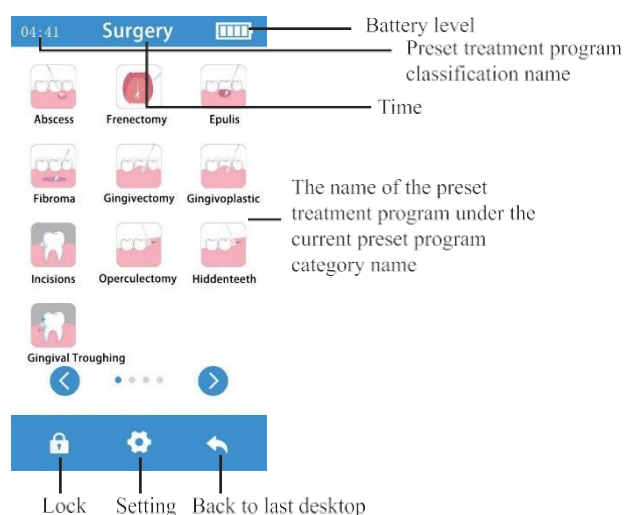 04:41 Surgery
Battery level
Preset treatment program
classification name
Time
Abscess Frenectomy Epulis
Fibroma Gingivectomy Gingivoplastic
The name of the preset
treatment program under the
current preset program
category name
Incisions Operculectomy Hiddenteeth
Gingival Troughing
Lock Setting Back to last desktop